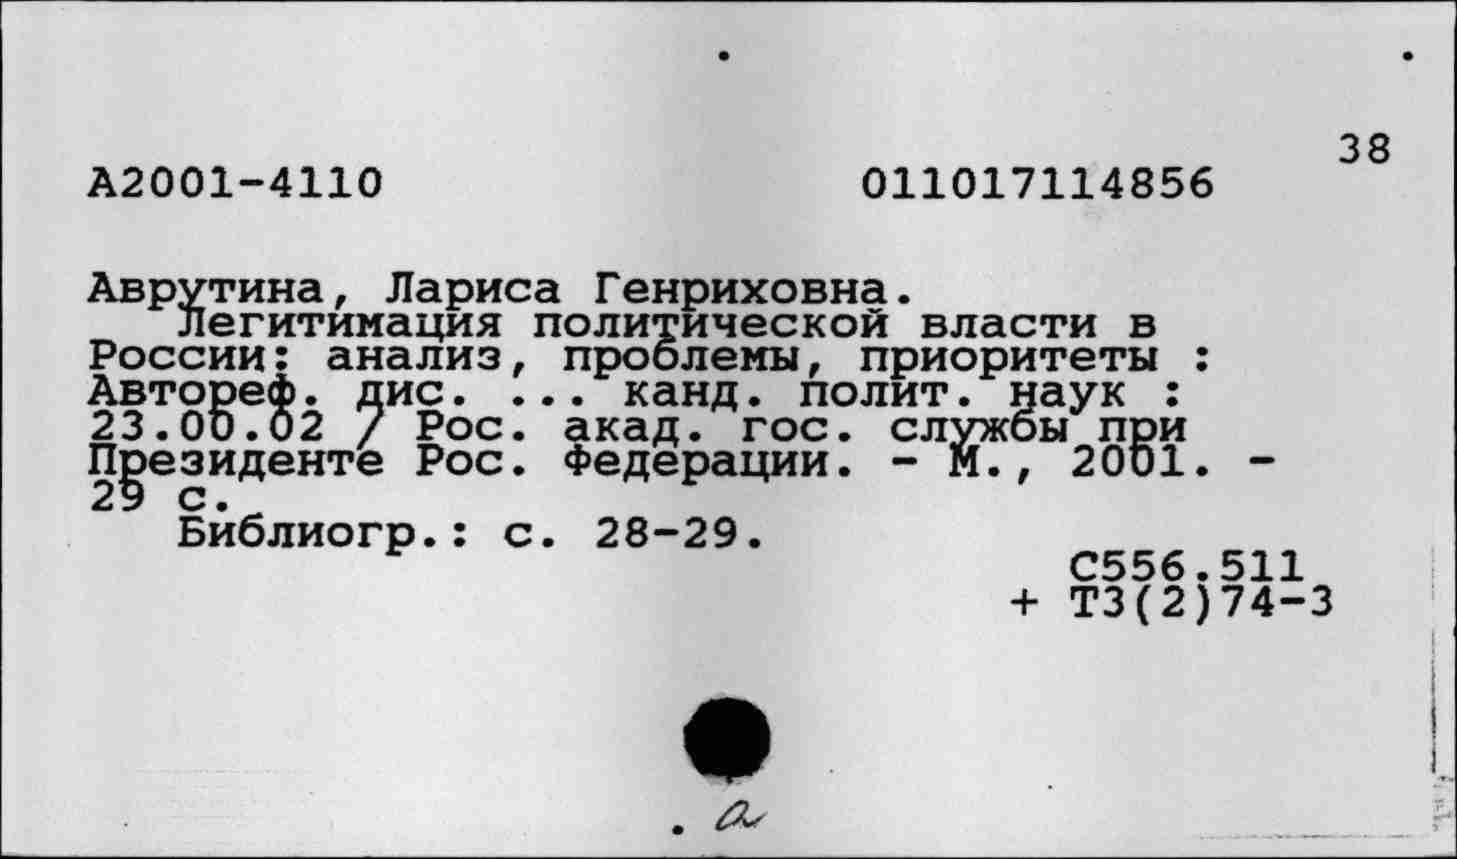 38
А2001-4110 011017114856
Аврутина, Лариса Генриховна.
Легитимация политической власти в
России: анализ, проблемы, приоритеты :
Автореф. дис. ... канд. полит. наук :
23.00.02 / Рос. акад. гос. службы при
Президенте Рос. Федерации. - М., 2001. -
29 с.
Библиогр.: с. 28-29.
С556.511
+ Т3(2)74-3
а